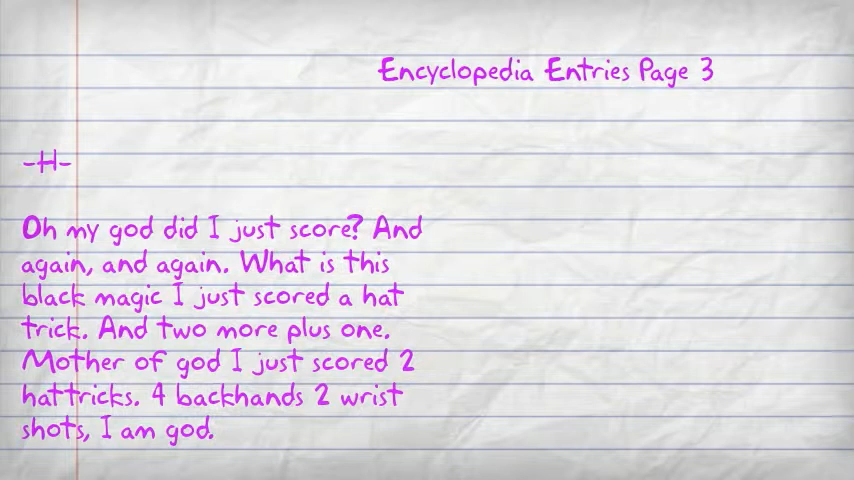 Encyclopedia Entries Page 3
-H-
Oh my god did I just score? And
again, and again. What is this
black magic I just scored a hat
trick. And two more plus one.
Mother of god I just scored 2
hattricks. 4 backhands 2 wrist
shots, I am god.